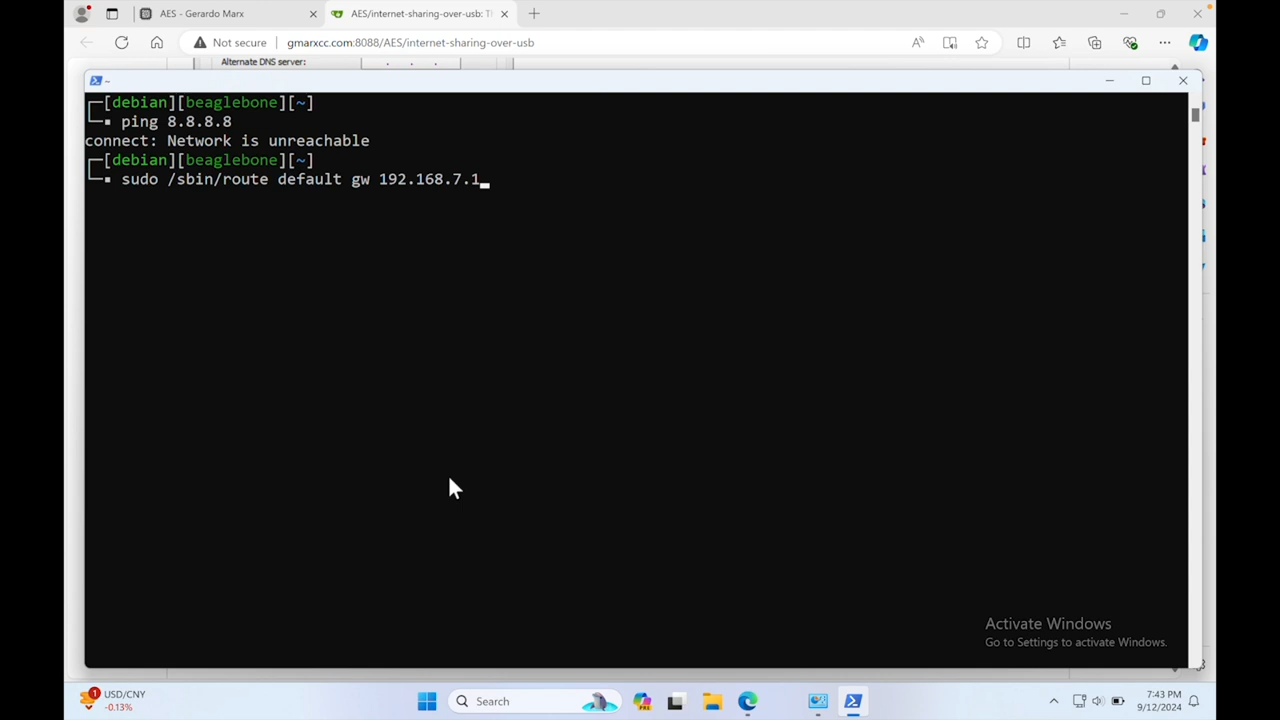 AES - Gerardo Marx
AES/internet-sharing-over-usb: Tl
Not secure
gmarxcc.com:8088/AES/internet-sharing-over-usb
Alternate DNS server:
[debian][beaglebone][~]
ping 8.8.8.8
connect: Network is unreachable
[debian][beaglebone][~]
sudo /sbin/route default gw 192.168.7.1
Activate Windows
Go to Settings to activate Windows.
1
USD/CNY
-0.13%
Search
7:43 PM
9/12/2024